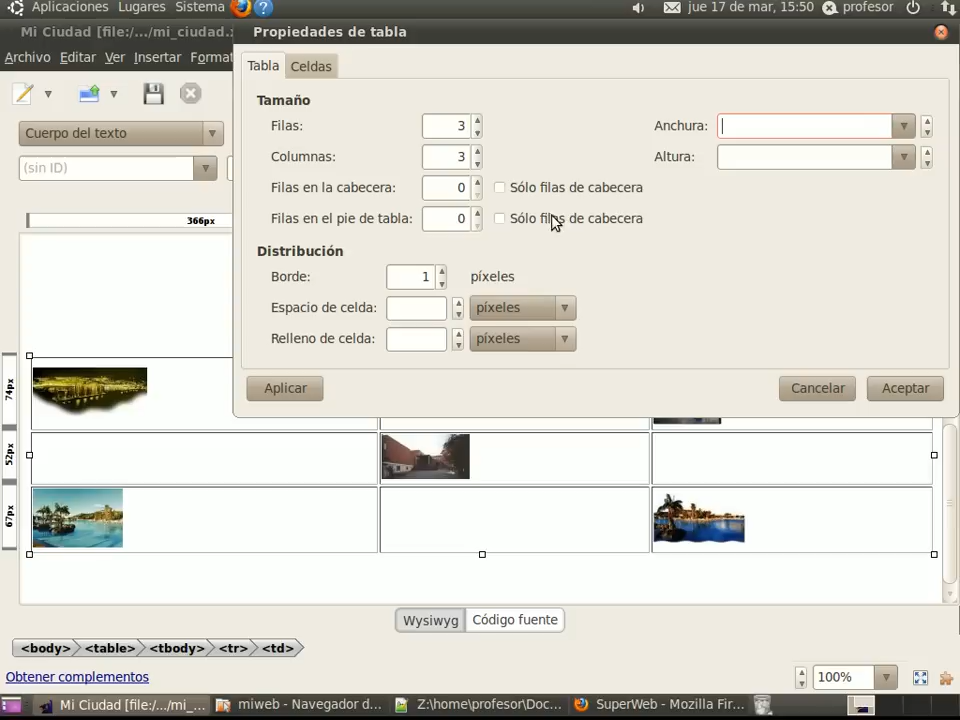 Aplicaciones Lugares Sistema
jue 17 de mar, 15:50
profesor
Mi Ciudad [file:/.../mi_ciudad.x
Propiedades de tabla
Archivo Editar Ver Insertar Format
Tabla Celdas
Tamaño
Filas: 3
Anchura:
Columnas: 3
Altura:
Cuerpo del texto
Filas en la cabecera: 0 Sólo filas de cabecera
(sin ID)
Filas en el pie de tabla: 0 Sólo filas de cabecera
366px
Distribución
Borde: 1 píxeles
Espacio de celda: píxeles
Relleno de celda: píxeles
Aplicar Cancelar Aceptar
74px
52px
67px
Wysiwyg Código fuente
<body> <table> <tbody> <tr> <td>
Obtener complementos
100%
Mi Ciudad [file:/.../mi_...
miweb - Navegador d...
Z:\home\profesor\Doc...
SuperWeb - Mozilla Fir...